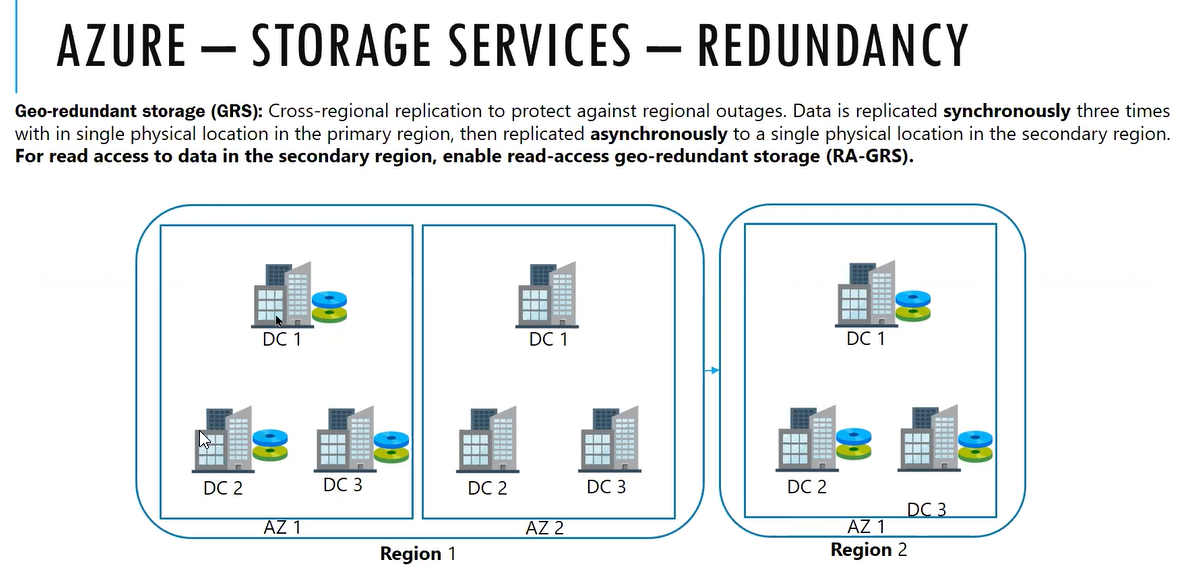 AZURE — STORAGE SERVICES — REDUNDANCY
Geo-redundant storage (GRS): Cross-regional replication to protect against regional outages. Data is replicated synchronously three times
with in single physical location in the primary region, then replicated asynchronously to a single physical location in the secondary region.
For read access to data in the secondary region, enable read-access geo-redundant storage (RA-GRS).
DC 1
DC 2
DC 3
AZ 1
DC 1
DC 2
DC 3
AZ 2
Region 1
DC 1
DC 2
DC 3
AZ 1
Region 2